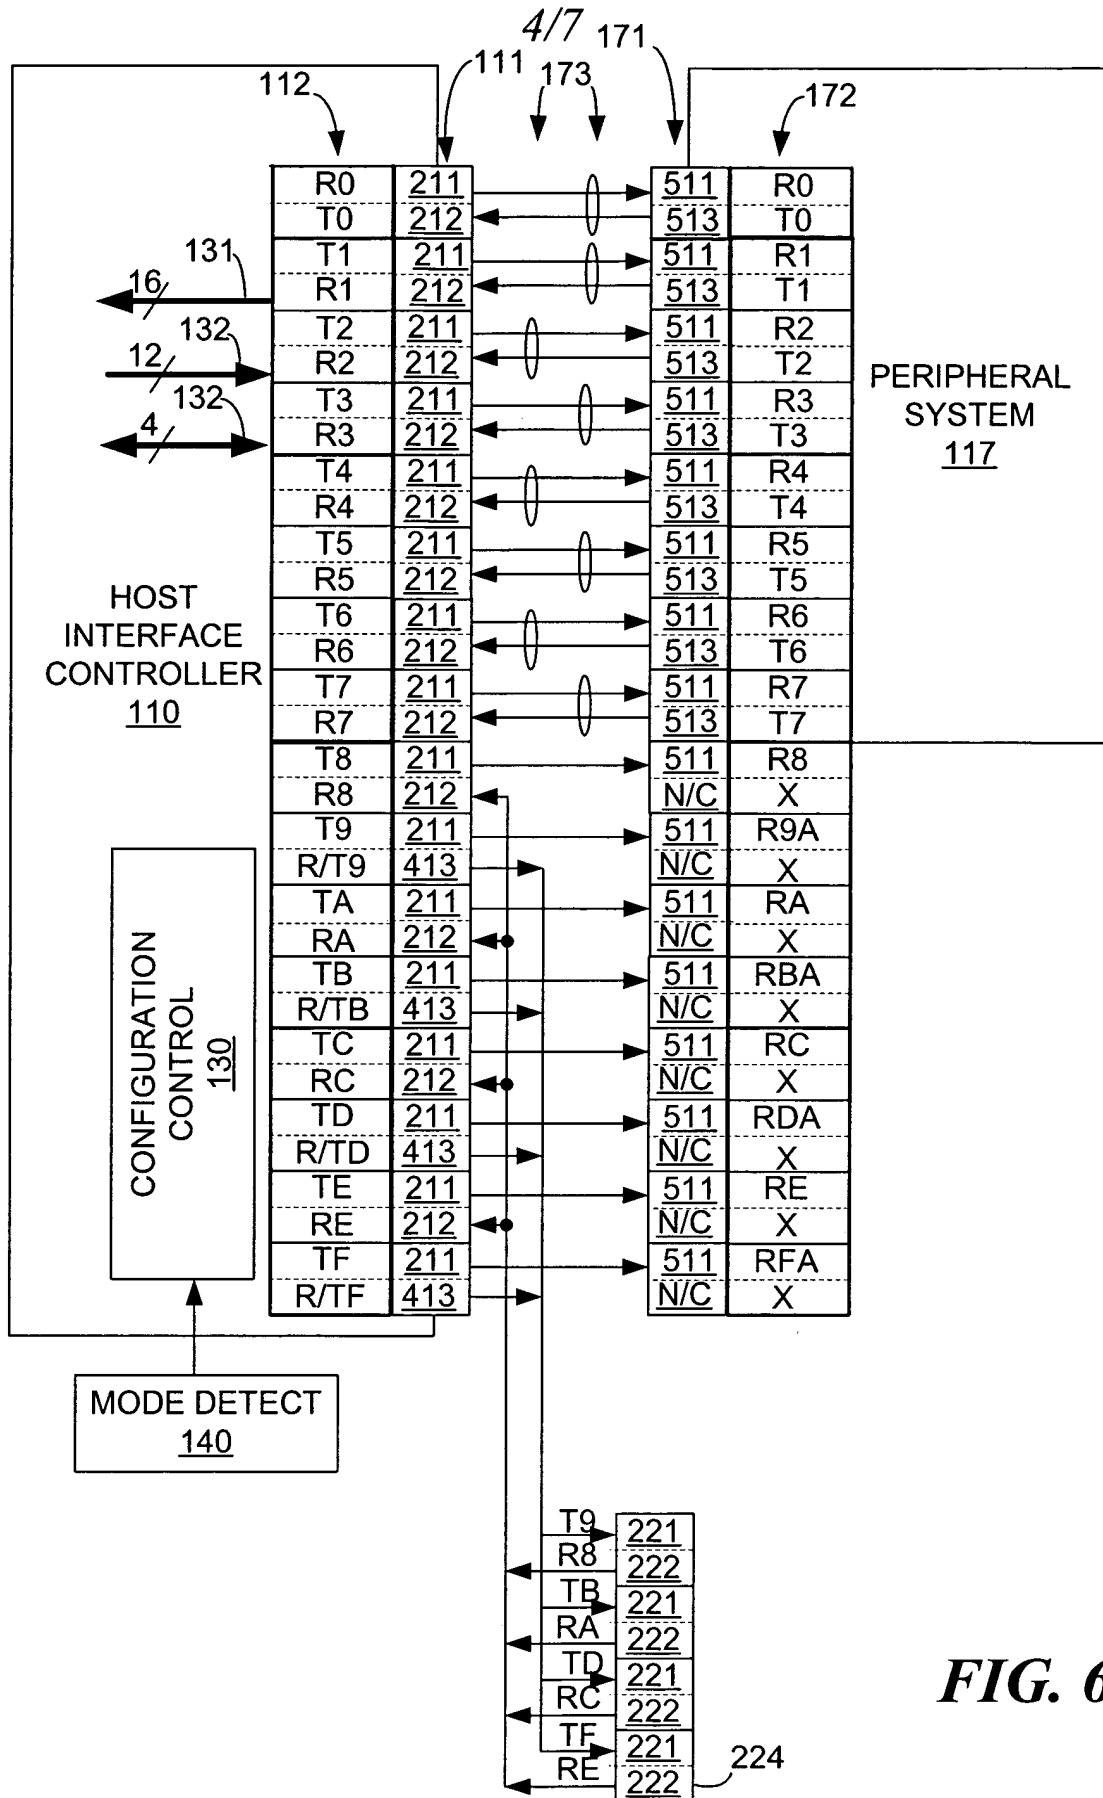 4/7
111
171
173
112
172
R0 211 511 R0
T0 212 513 T0
T1 211 511 R1
131
16
R1 212 513 T1
T2 211 511 R2
132
12
R2 212 513 T2
T3 211 511 R3
132
4
R3 212 513 T3
PERIPHERAL
SYSTEM
117
T4 211 511 R4
R4 212 513 T4
T5 211 511 R5
R5 212 513 T5
T6 211 511 R6
R6 212 513 T6
T7 211 511 R7
R7 212 513 T7
HOST
INTERFACE
CONTROLLER
110
T8 211 511 R8
R8 212 N/C X
T9 211 511 R9A
R/T9 413 N/C X
TA 211 511 RA
RA 212 N/C X
TB 211 511 RBA
R/TB 413 N/C X
TC 211 511 RC
RC 212 N/C X
TD 211 511 RDA
R/TD 413 N/C X
TE 211 511 RE
RE 212 N/C X
TF 211 511 RFA
R/TF 413 N/C X
CONFIGURATION
CONTROL
130
MODE DETECT
140
T9 221
R8 222
TB 221
RA 222
TD 221
RC 222
TF 221
RE 222
224
FIG. 6